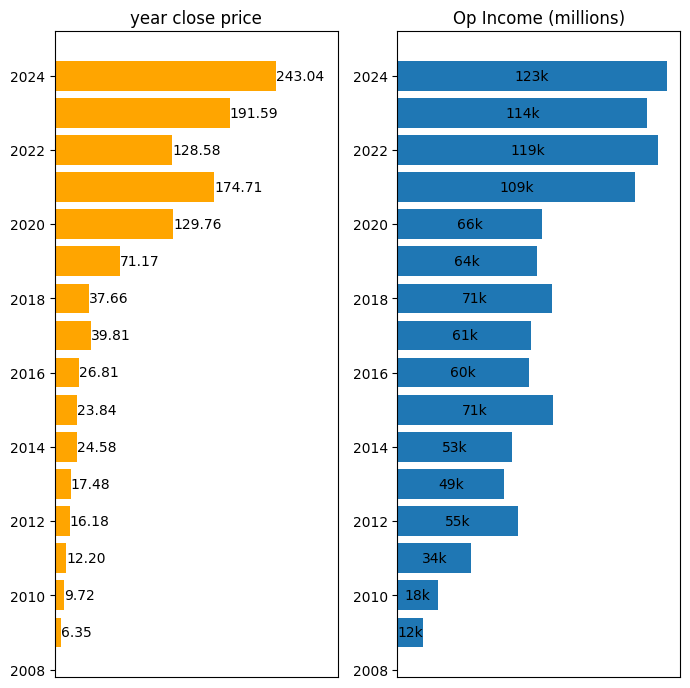 year close price
2024
243.04
191.59
2022
128.58
174.71
2020
129.76
71.17
2018
37.66
39.81
2016
26.81
23.84
2014
24.58
17.48
2012
16.18
12.20
2010
9.72
6.35
2008
Op Income (millions)
2024
123k
114k
2022
119k
109k
2020
66k
64k
2018
71k
61k
2016
60k
71k
2014
53k
49k
2012
55k
34k
2010
18k
12k
2008